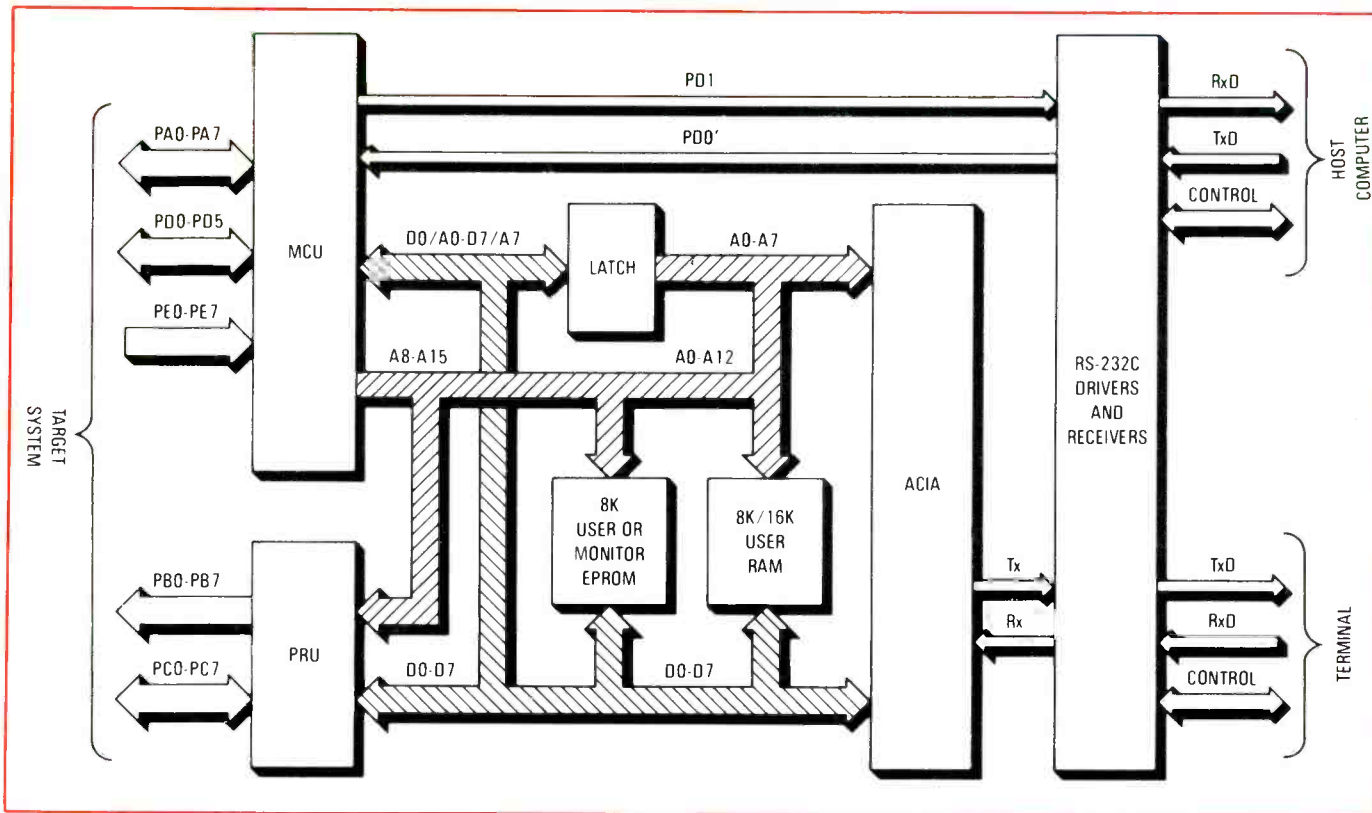 PD1
RxD
PD0'
TxD
CONTROL
HOST
COMPUTER
PA0-PA7
PD0-PD5
PE0-PE7
MCU
D0/A0-D7/A7
LATCH
A0-A7
A8-A15
A0-A12
TARGET
SYSTEM
8K
USER OR
MONITOR
EPROM
8K/16K
USER
RAM
ACIA
RS-232C
DRIVERS
AND
RECEIVERS
PB0-PB7
PC0-PC7
PRU
D0-D7
D0-D7
Tx
Rx
TxD
RxD
CONTROL
TERMINAL